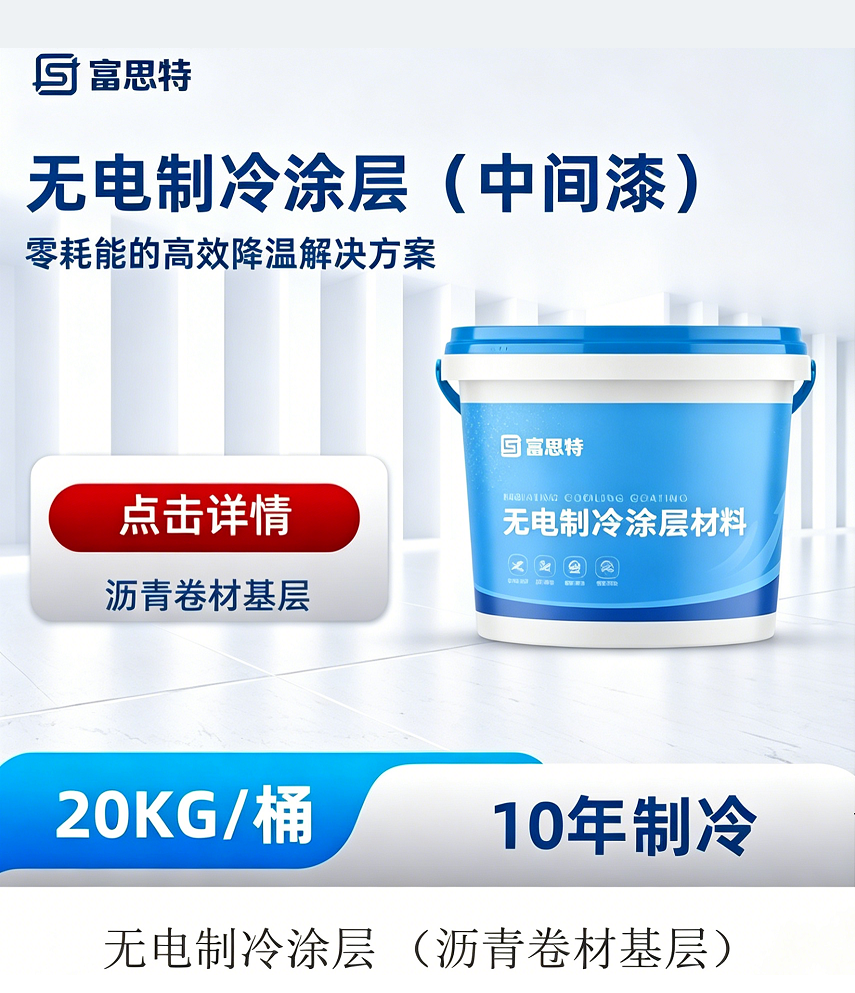 富思特
无电制冷涂层（中间漆）
零耗能的高效降温解决方案
富思特
COOLING COATING
无电制冷涂层材料
点击详情
沥青卷材基层
20KG/桶
10年制冷
无电制冷涂层（沥青卷材基层）